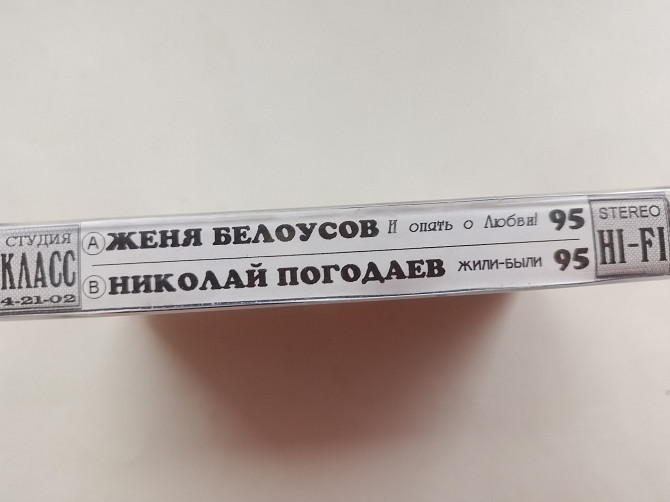 СТУДИЯ
КЛАСС
4-21-02
A ЖЕНЯ БЕЛОУСОВ И опять о Любви! 95
B НИКОЛАЙ ПОГОДАЕВ ЖИЛИ-БЫЛИ 95
STEREO
HI-FI